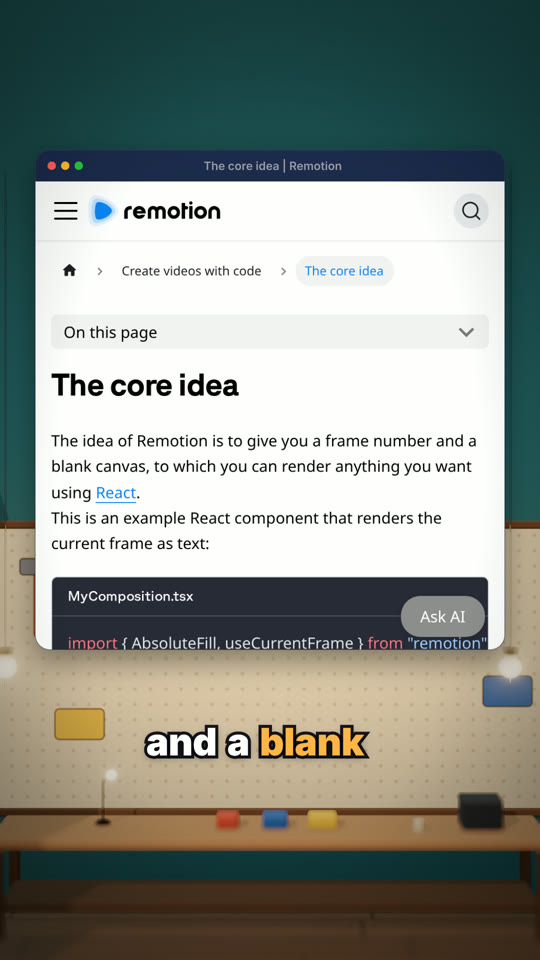 The core idea | Remotion
remotion
Create videos with code
The core idea
On this page
The core idea
The idea of Remotion is to give you a frame number and a
blank canvas, to which you can render anything you want
using React.
This is an example React component that renders the
current frame as text:
MyComposition.tsx
Ask AI
import { AbsoluteFill, useCurrentFrame } from "remotion"
and a blank